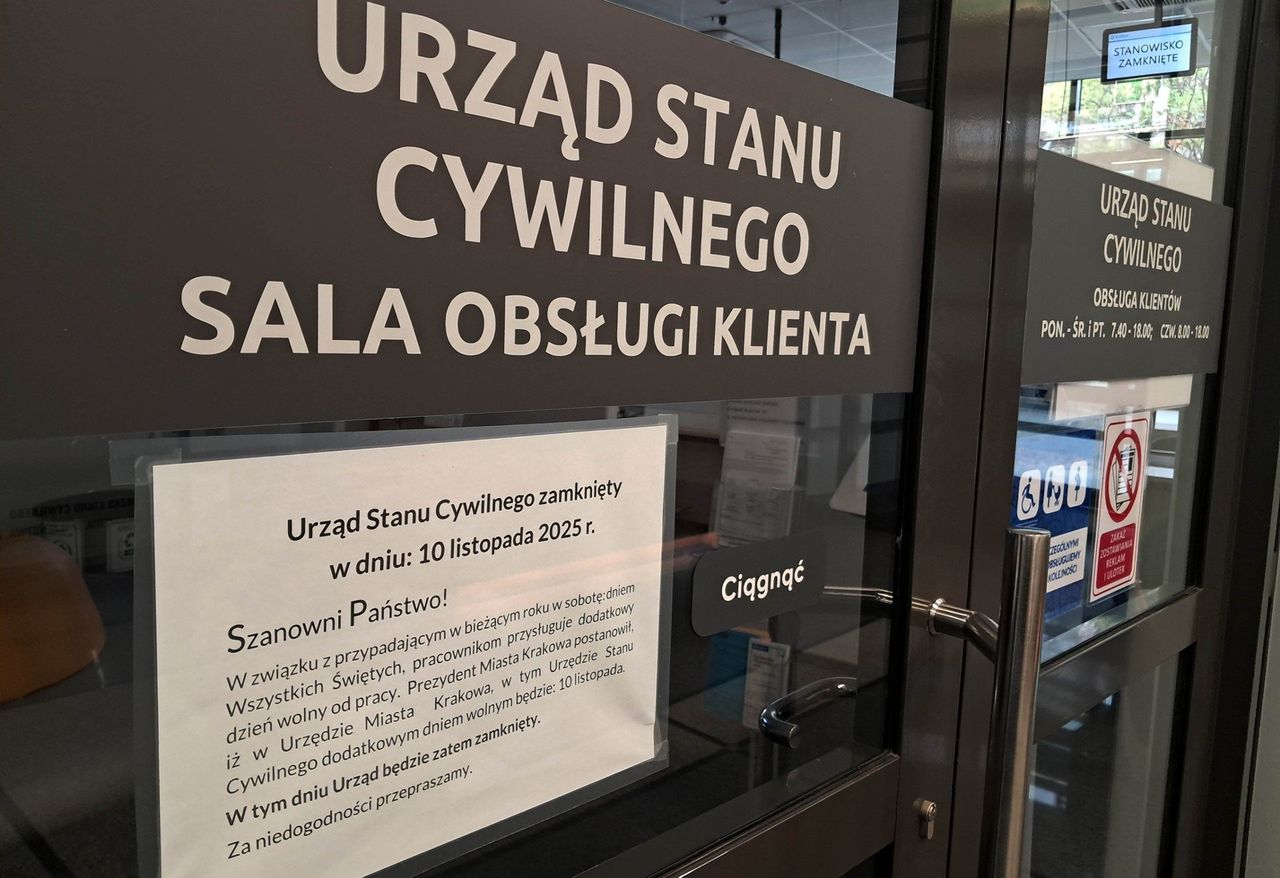 URZĄD STANU
CYWILNEGO
SALA OBSŁUGI KLIENTA
Urząd Stanu Cywilnego zamknięty
w dniu: 10 listopada 2025 r.
Szanowni Państwo!
W związku z przypadającym w bieżącym roku w sobotę: dniem
Wszystkich Świętych, pracownikom przysługuje dodatkowy
dzień wolny od pracy. Prezydent Miasta Krakowa postanowił,
iż w Urzędzie Miasta Krakowa, w tym Urzędzie Stanu
Cywilnego dodatkowym dniem wolnym będzie: 10 listopada.
W tym dniu Urząd będzie zatem zamknięty.
Za niedogodności przepraszamy.
Ciągnąć
STANOWISKO
ZAMKNIĘTE
URZĄD STANU
CYWILNEGO
OBSŁUGA KLIENTÓW
PON. - ŚR. i PT. 7.40 - 18.00; CZW. 8.00 - 18.00
ZCZEGÓLNYMI
OBSŁUGUJEMY
KOLEJNOŚCI
ZAKAZ
ZOSTAWIANIA
REKLAM
I ULOTEK